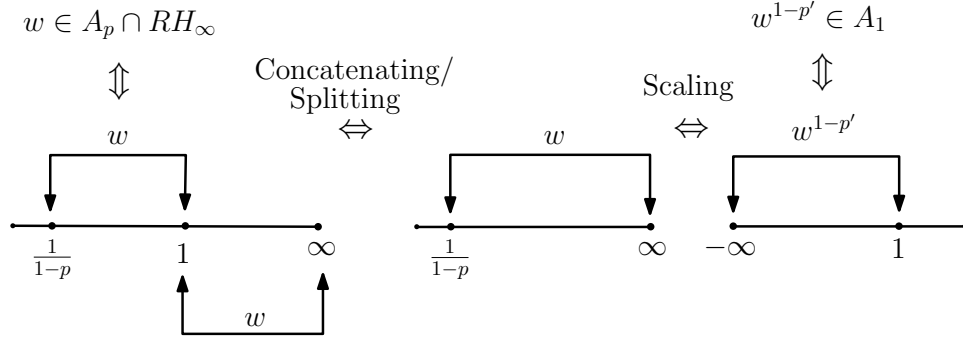 w ∈ A_p ∩ RH_∞
w^{1−p′} ∈ A_1
⇕
⇕
Concatenating/
Splitting
Scaling
⇔
⇔
w
w
w^{1−p′}
1/(1−p)
1
∞
1/(1−p)
∞
−∞
1
w